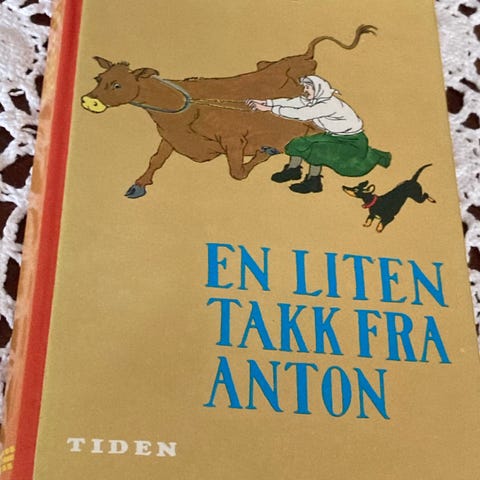 EN LITEN
TAKK FRA
ANTON
TIDEN